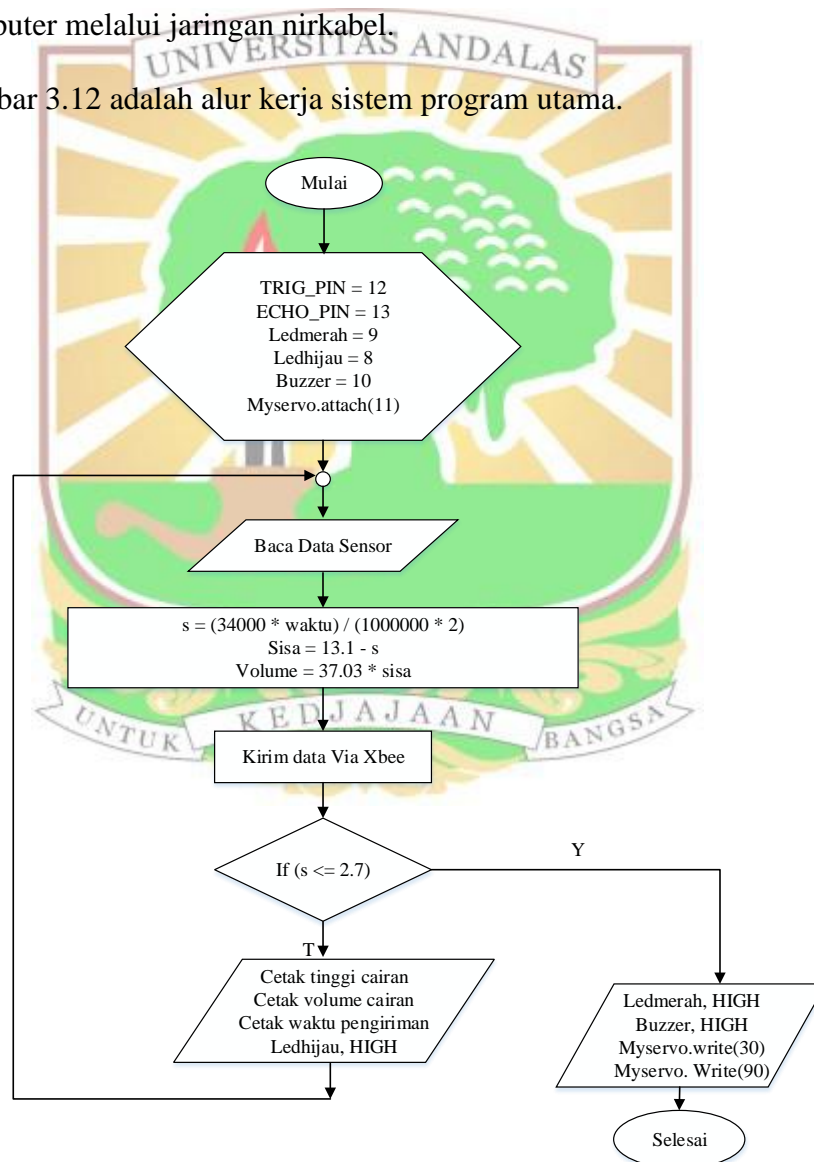 puter melalui jaringan nirkabel.
UNIVERSITAS ANDALAS
bar 3.12 adalah alur kerja sistem program utama.
Mulai
TRIG_PIN = 12
ECHO_PIN = 13
Ledmerah = 9
Ledhijau = 8
Buzzer = 10
Myservo.attach(11)
Baca Data Sensor
s = (34000 * waktu) / (1000000 * 2)
Sisa = 13.1 - s
Volume = 37.03 * sisa
UNTUK KEDJAJAAN BANGSA
Kirim data Via Xbee
If (s <= 2.7)
Y
T
Cetak tinggi cairan
Cetak volume cairan
Cetak waktu pengiriman
Ledhijau, HIGH
Ledmerah, HIGH
Buzzer, HIGH
Myservo.write(30)
Myservo. Write(90)
Selesai